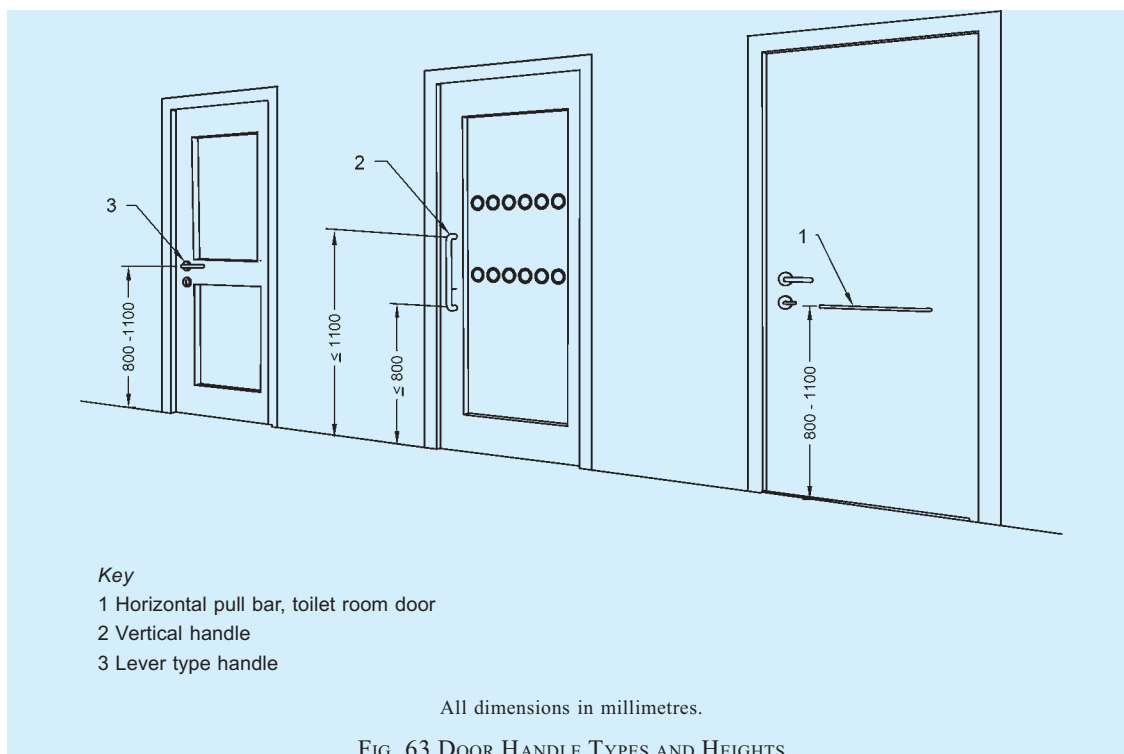 2
3
1
800 -1100
≤ 1100
≤ 800
800 - 1100
Key
1 Horizontal pull bar, toilet room door
2 Vertical handle
3 Lever type handle
All dimensions in millimetres.
FIG. 63 DOOR HANDLE TYPES AND HEIGHTS